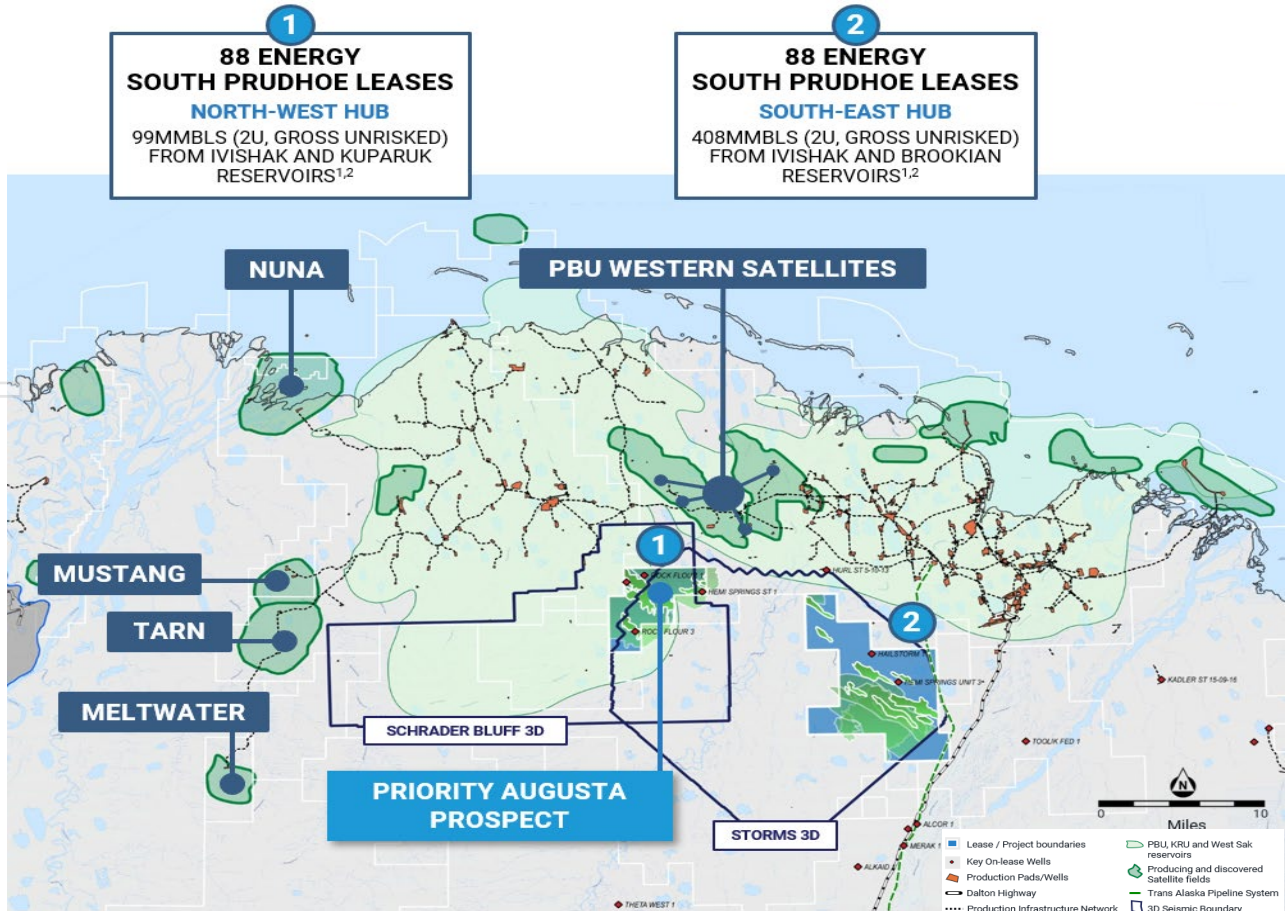 1
88 ENERGY
SOUTH PRUDHOE LEASES
NORTH-WEST HUB
99MMBLS (2U, GROSS UNRISKED)
FROM IVISHAK AND KUPARUK
RESERVOIRS1,2
2
88 ENERGY
SOUTH PRUDHOE LEASES
SOUTH-EAST HUB
408MMBLS (2U, GROSS UNRISKED)
FROM IVISHAK AND BROOKIAN
RESERVOIRS1,2
NUNA
PBU WESTERN SATELLITES
MUSTANG
TARN
MELTWATER
1
ROCK FLOUR 1
HEMI SPRINGS ST 1
ROCK FLOUR 3
HURL ST 5-10-13
2
HAILSTORM 1
HEMI SPRINGS UNIT 3
KADLER ST 15-09-16
TOOLIK FED 1
SCHRADER BLUFF 3D
PRIORITY AUGUSTA
PROSPECT
STORMS 3D
ALCOR 1
MERAK 1
ALKAID
THETA WEST 1
N
0 10
Miles
Lease / Project boundaries
Key On-lease Wells
Production Pads/Wells
Dalton Highway
Production Infrastructure Network
PBU, KRU and West Sak
reservoirs
Producing and discovered
Satellite fields
Trans Alaska Pipeline System
3D Seismic Boundary